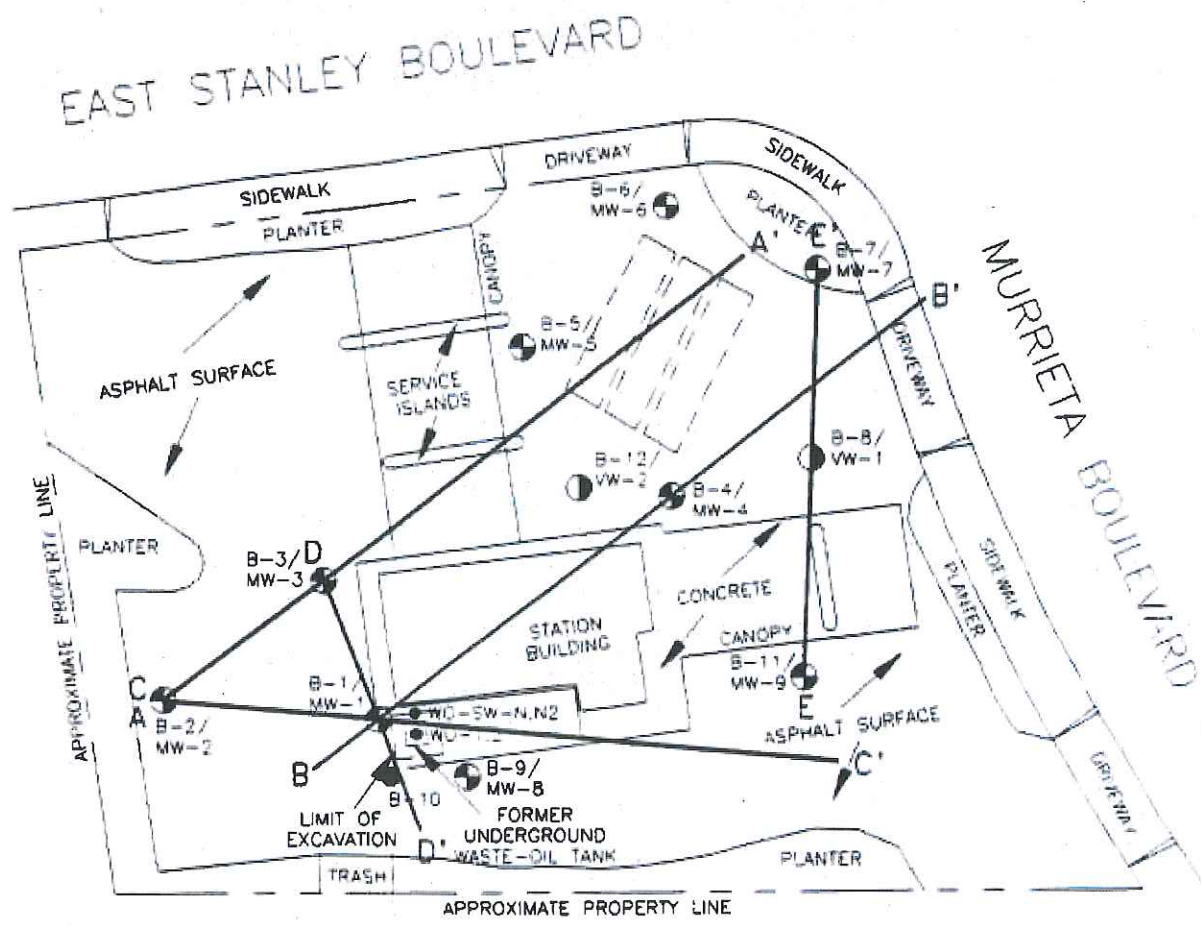 EAST STANLEY BOULEVARD
SIDEWALK
DRIVEWAY
SIDEWALK
PLANTER
B-6/
MW-6
A'
E'
B-7/
MW-7
MURRIETA BOULEVARD
PLANTER
CANOPY
B'
DRIVEWAY
B-5/
MW-5
ASPHALT SURFACE
SERVICE
ISLANDS
B-8/
VW-1
B-12/
VW-2
B-4/
MW-4
APPROXIMATE PROPERTY LINE
PLANTER
B-3/
MW-3
D
CONCRETE
SIDEWALK
PLANTER
STATION
BUILDING
CANOPY
B-11/
MW-9
E
C
A
B-2/
MW-2
B-1/
MW-1
WO-SW-N,N2
ASPHALT SURFACE
C'
B
B-9/
MW-8
B-10
LIMIT OF
EXCAVATION
FORMER
UNDERGROUND
WASTE-OIL TANK
D'
DRIVEWAY
TRASH
PLANTER
APPROXIMATE PROPERTY LINE